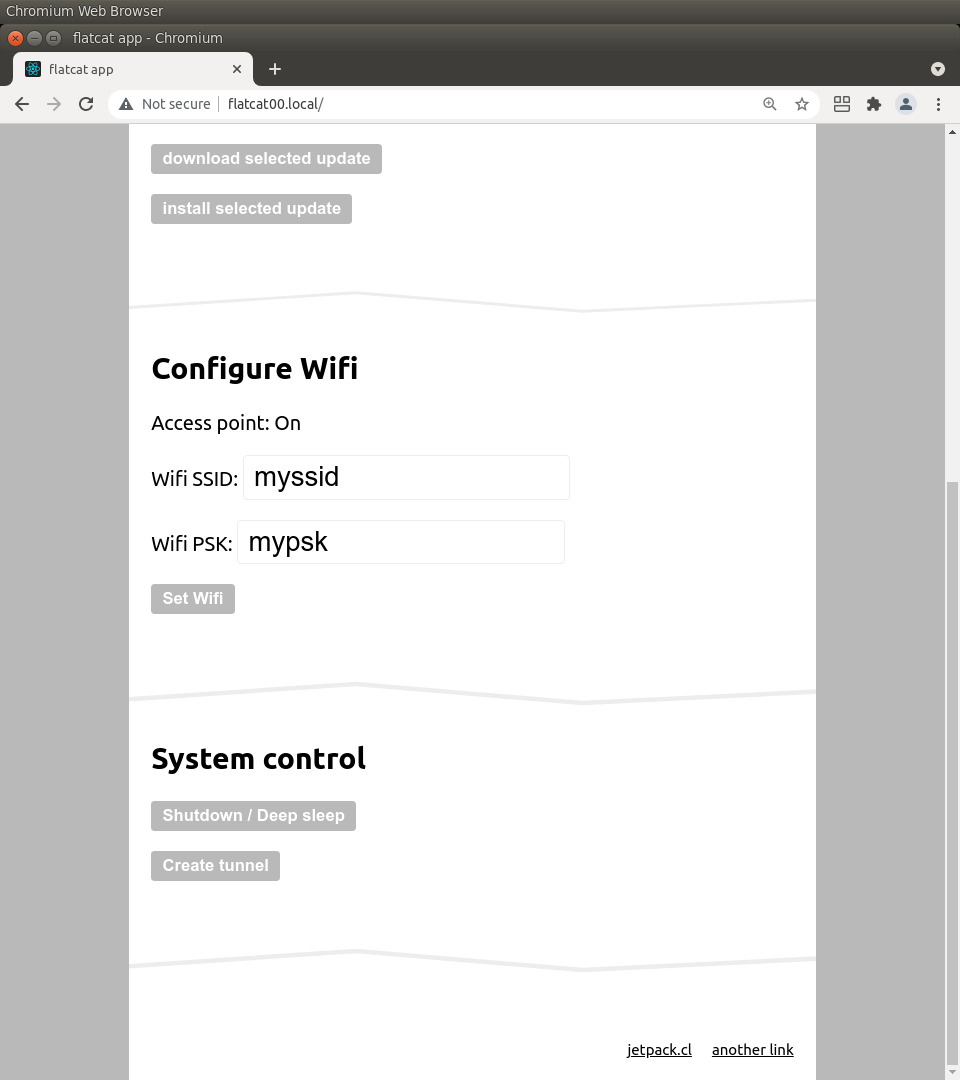 Chromium Web Browser
flatcat app - Chromium
flatcat app
Not secure flatcat00.local/
download selected update
install selected update
Configure Wifi
Access point: On
Wifi SSID: myssid
Wifi PSK: mypsk
Set Wifi
System control
Shutdown / Deep sleep
Create tunnel
jetpack.cl another link